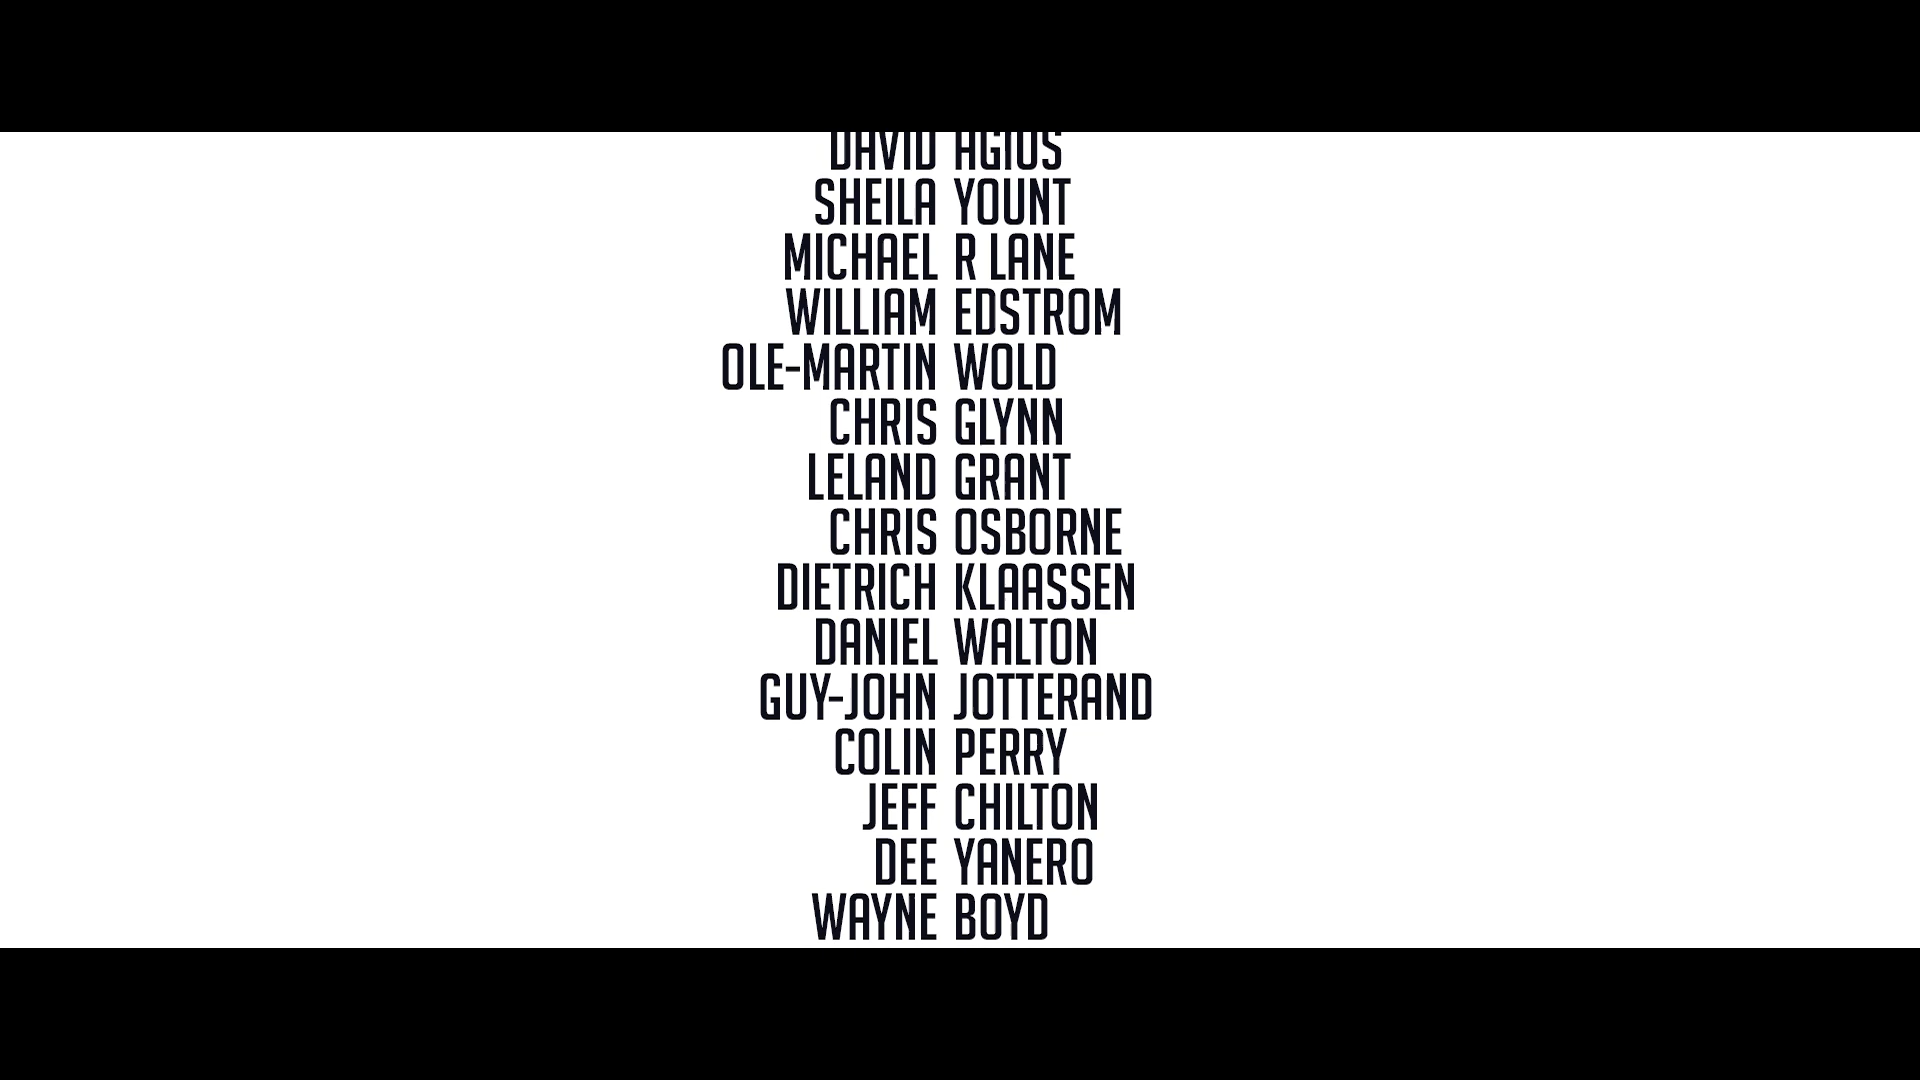 DAVID AGIUS
SHEILA YOUNT
MICHAEL R LANE
WILLIAM EDSTROM
OLE-MARTIN WOLD
CHRIS GLYNN
LELAND GRANT
CHRIS OSBORNE
DIETRICH KLAASSEN
DANIEL WALTON
GUY-JOHN JOTTERAND
COLIN PERRY
JEFF CHILTON
DEE YANERO
WAYNE BOYD